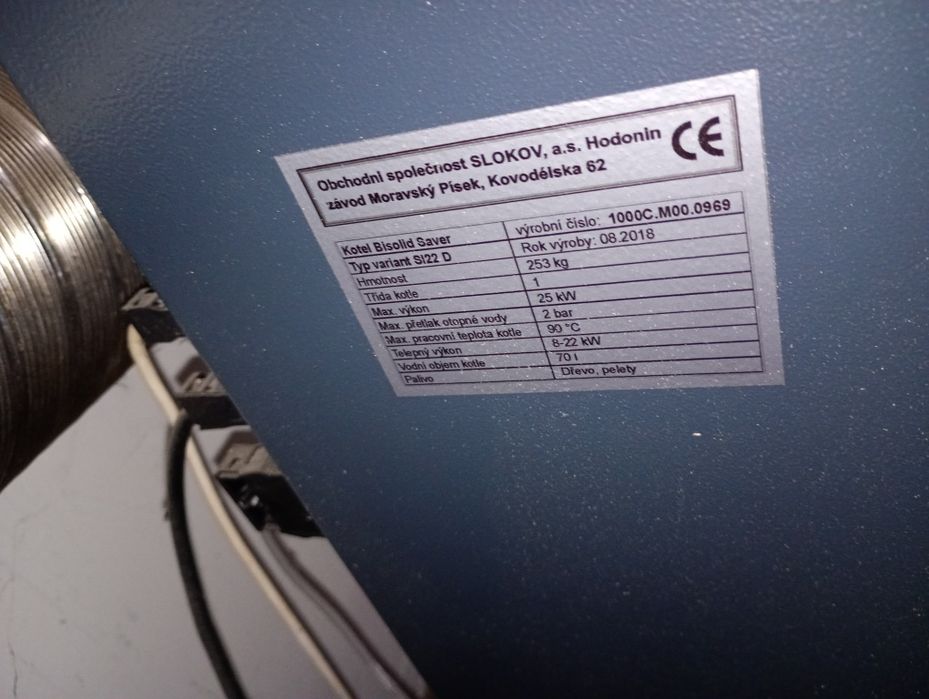 Obchodní společnost SLOKOV, a.s. Hodonín
závod Moravský Písek, Kovodělska 62
CE
Kotel Bisolid Saver výrobní číslo: 1000C.M00.0969
Typ variant SI22 D Rok výroby: 08.2018
Hmotnost 253 kg
Třída kotle 1
Max. výkon 25 kW
Max. přetlak otopné vody 2 bar
Max. pracovní teplota kotle 90 °C
Telepný výkon 8-22 kW
Vodní objem kotle 70 l
Palivo Dřevo, pelety